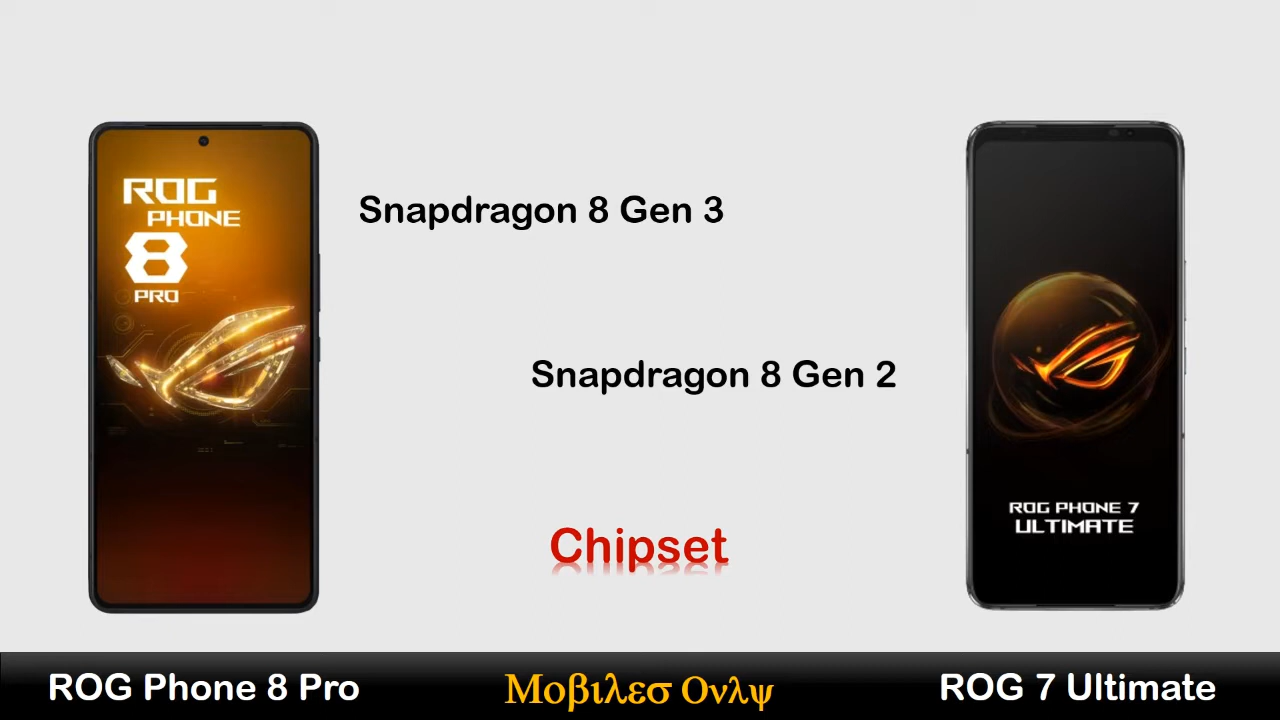 ROG
PHONE
8
PRO
Snapdragon 8 Gen 3
Snapdragon 8 Gen 2
ROG PHONE 7
ULTIMATE
Chipset
ROG Phone 8 Pro
Μοβιλεσ Ονλψ
ROG 7 Ultimate